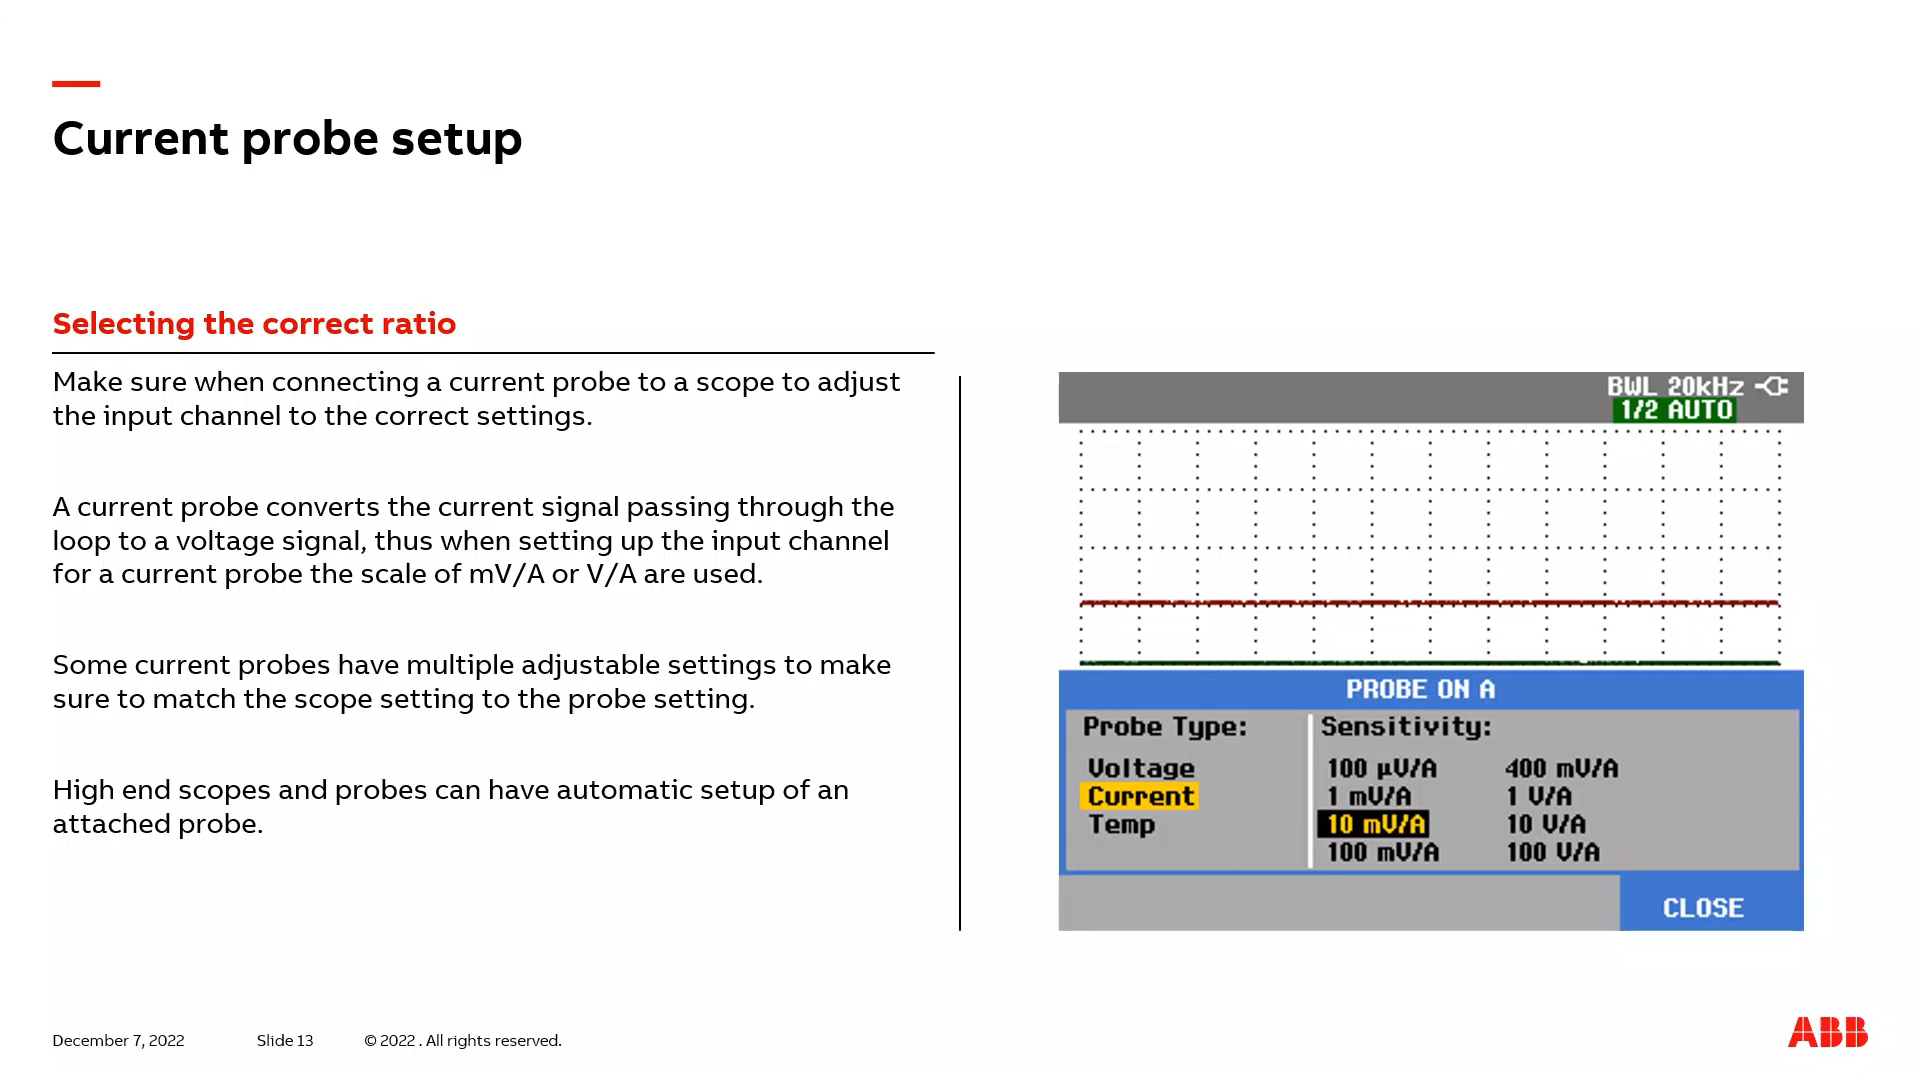 Current probe setup
Selecting the correct ratio
Make sure when connecting a current probe to a scope to adjust
the input channel to the correct settings.
A current probe converts the current signal passing through the
loop to a voltage signal, thus when setting up the input channel
for a current probe the scale of mV/A or V/A are used.
Some current probes have multiple adjustable settings to make
sure to match the scope setting to the probe setting.
High end scopes and probes can have automatic setup of an
attached probe.
BWL 20kHz
1/2 AUTO
PROBE ON A
Probe Type:
Voltage
Current
Temp
Sensitivity:
100 µV/A 400 mV/A
1 mV/A 1 V/A
10 mV/A 10 V/A
100 mV/A 100 V/A
CLOSE
December 7, 2022 Slide 13 © 2022 . All rights reserved.
ABB